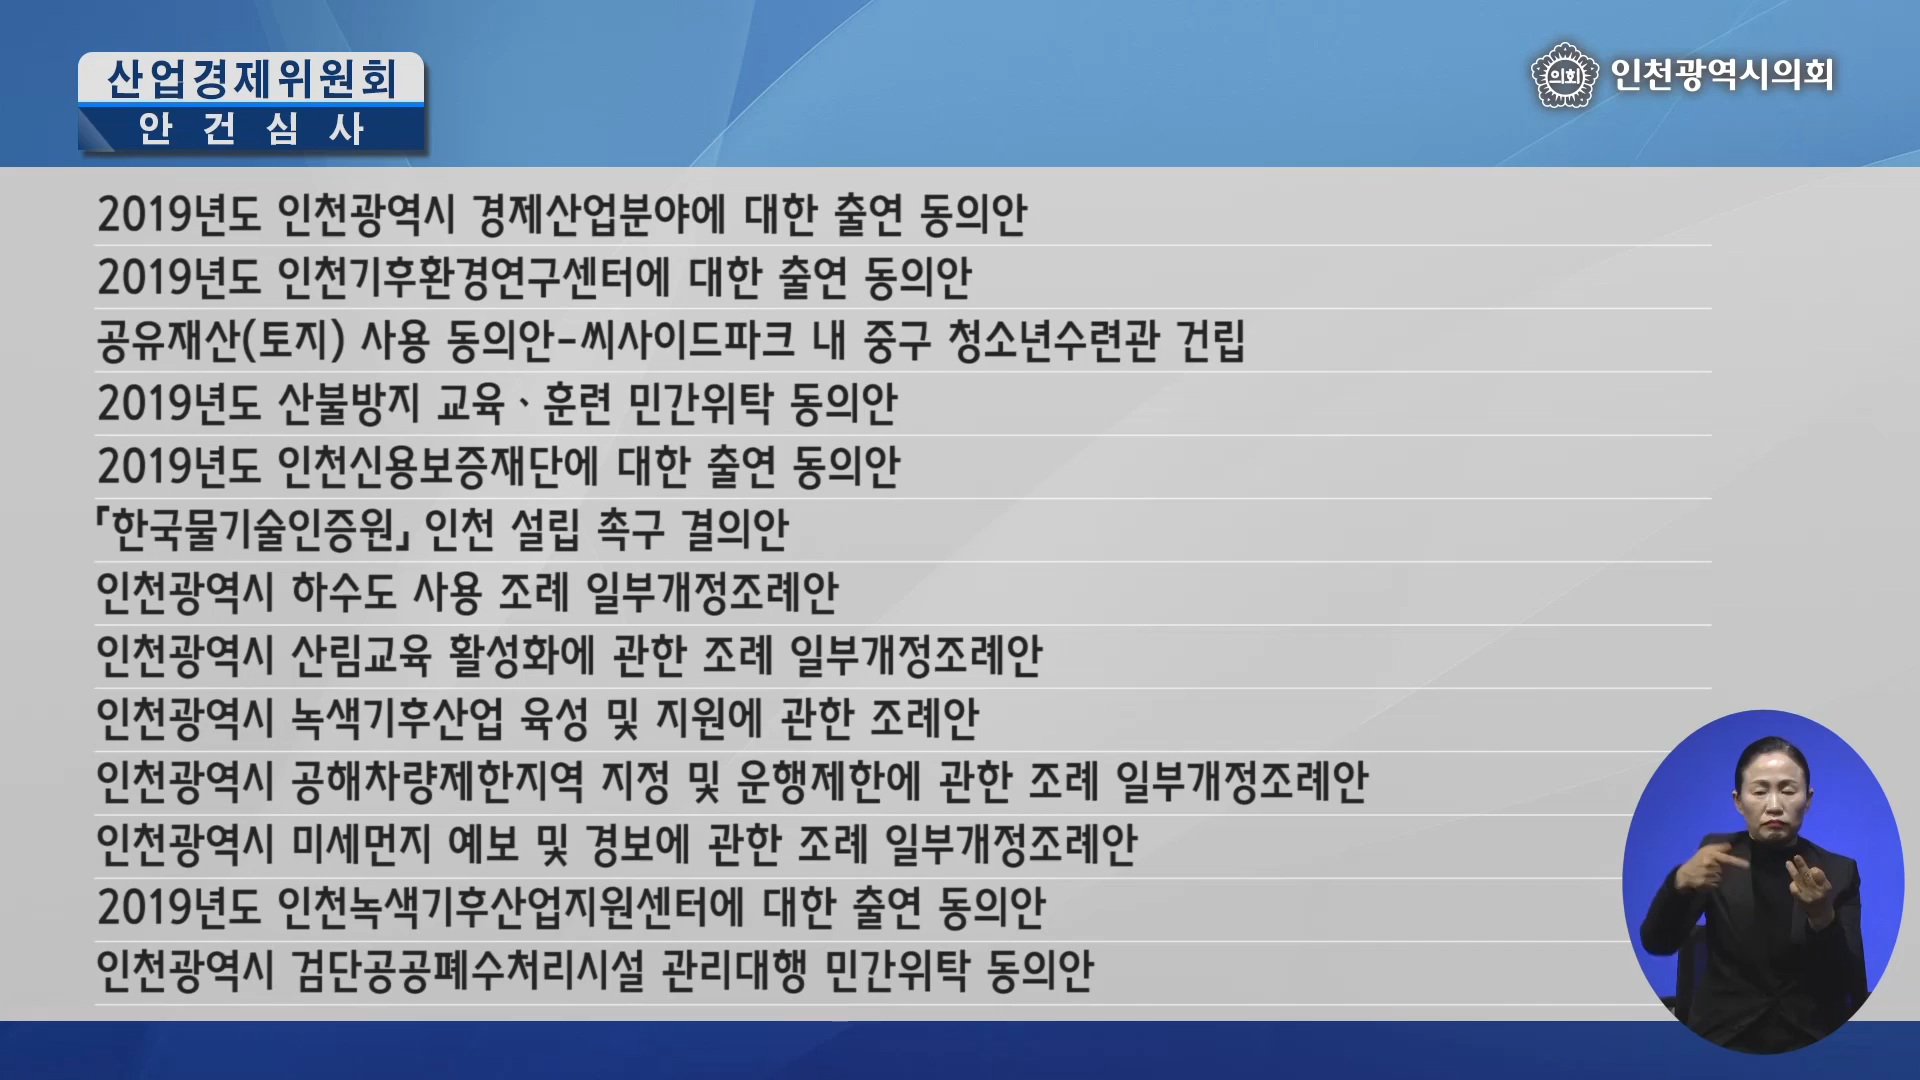 산업경제위원회
안건심사
의회
인천광역시의회
2019년도 인천광역시 경제산업분야에 대한 출연 동의안
2019년도 인천기후환경연구센터에 대한 출연 동의안
공유재산(토지) 사용 동의안-씨사이드파크 내 중구 청소년수련관 건립
2019년도 산불방지 교육ㆍ훈련 민간위탁 동의안
2019년도 인천신용보증재단에 대한 출연 동의안
「한국물기술인증원」 인천 설립 촉구 결의안
인천광역시 하수도 사용 조례 일부개정조례안
인천광역시 산림교육 활성화에 관한 조례 일부개정조례안
인천광역시 녹색기후산업 육성 및 지원에 관한 조례안
인천광역시 공해차량제한지역 지정 및 운행제한에 관한 조례 일부개정조례안
인천광역시 미세먼지 예보 및 경보에 관한 조례 일부개정조례안
2019년도 인천녹색기후산업지원센터에 대한 출연 동의안
인천광역시 검단공공폐수처리시설 관리대행 민간위탁 동의안